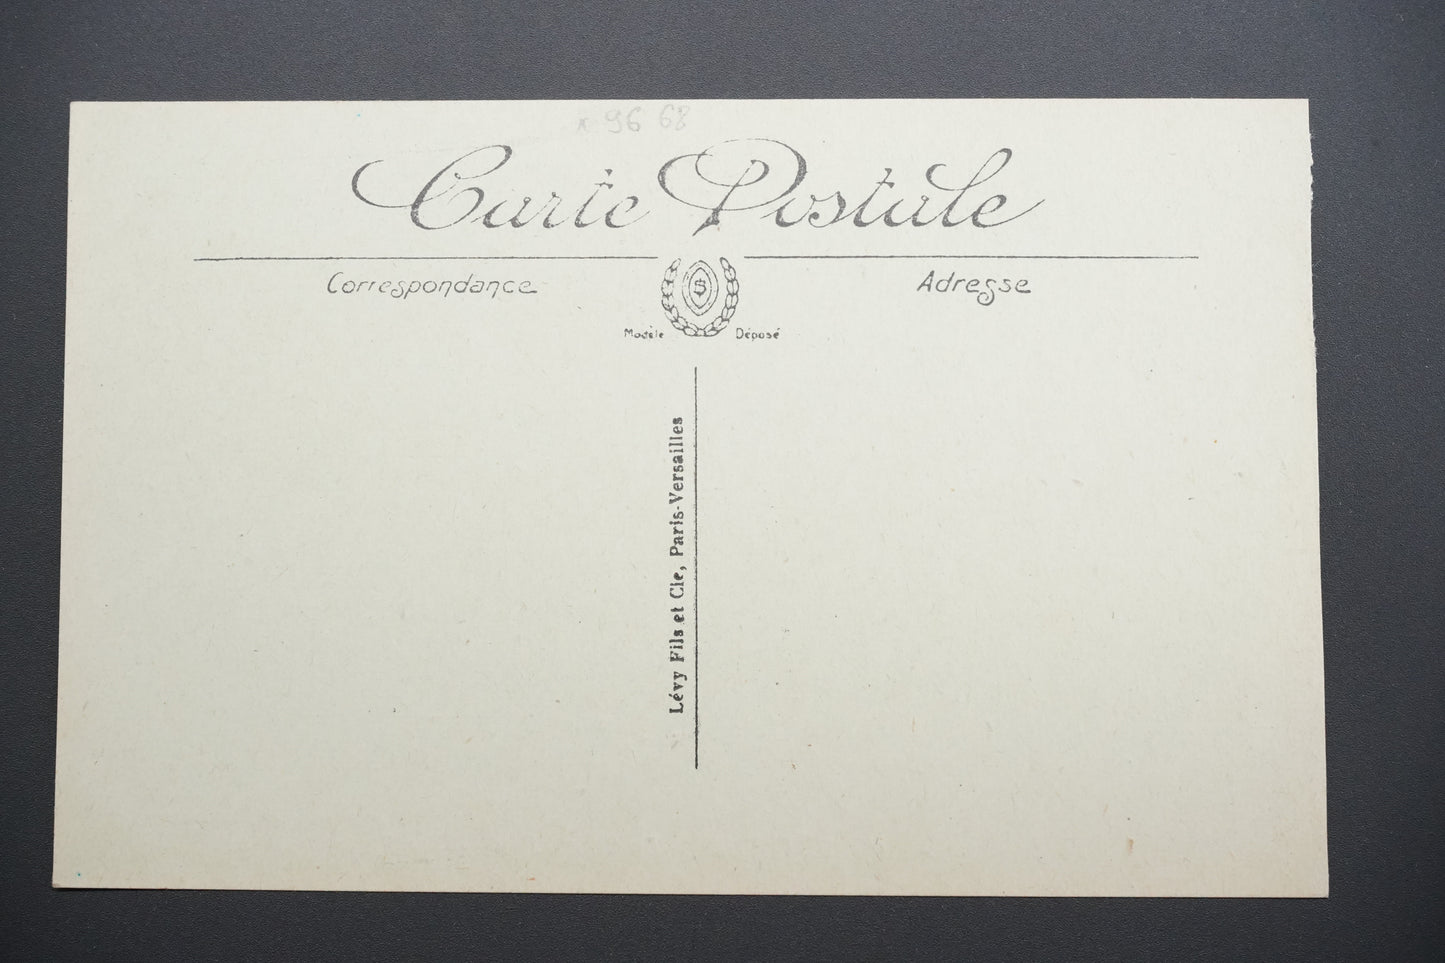 x 96 68
Carte Postale
Correspondance
Adresse
Modèle Déposé
Lévy Fils et Cie, Paris-Versailles